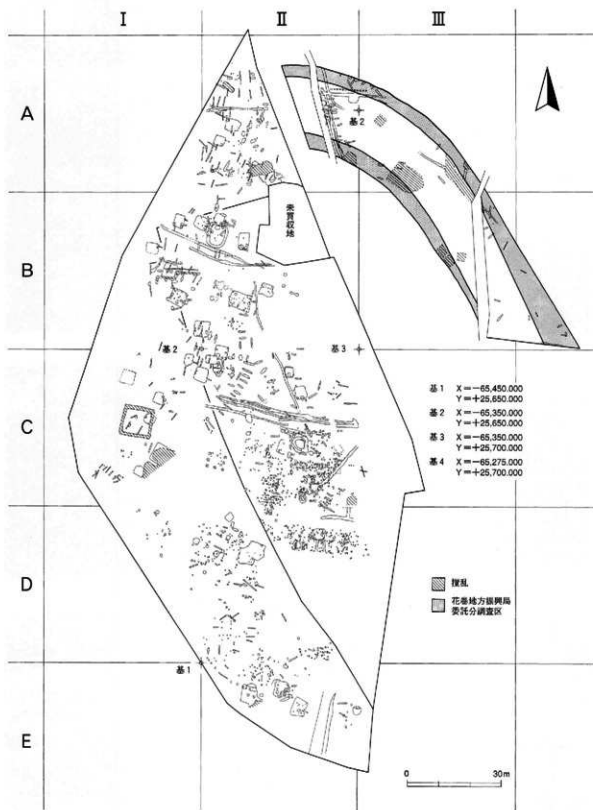 I II III
A
基2
未買収地
B
基2 基3
基1 X=−65,450.000
Y=+25,650.000
基2 X=−65,350.000
Y=+25,650.000
基3 X=−65,350.000
Y=+25,700.000
基4 X=−65,275.000
Y=+25,700.000
C
D
撹乱
花巻地方振興局
委託分調査区
基1
E
0 30m